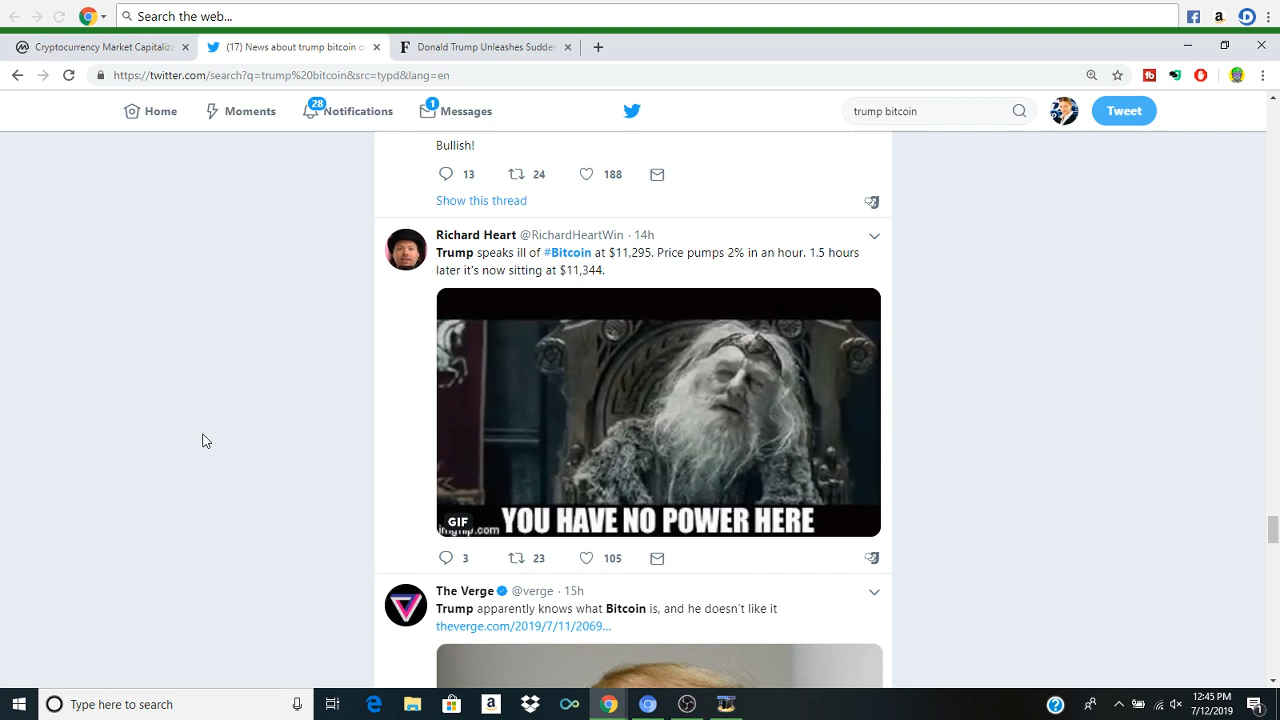 Search the web...
Cryptocurrency Market Capitaliza
(17) News about trump bitcoin o
Donald Trump Unleashes Sudde
https://twitter.com/search?q=trump%20bitcoin&src=typd&lang=en
Home
Moments
28
Notifications
1
Messages
trump bitcoin
Tweet
Bullish!
13
24
188
Show this thread
Richard Heart @RichardHeartWin · 14h
Trump speaks ill of #Bitcoin at $11,295. Price pumps 2% in an hour. 1.5 hours
later it's now sitting at $11,344.
GIF
YOU HAVE NO POWER HERE
imgflip.com
3
23
105
The Verge @verge · 15h
Trump apparently knows what Bitcoin is, and he doesn't like it
theverge.com/2019/7/11/2069...
Type here to search
12:45 PM
7/12/2019